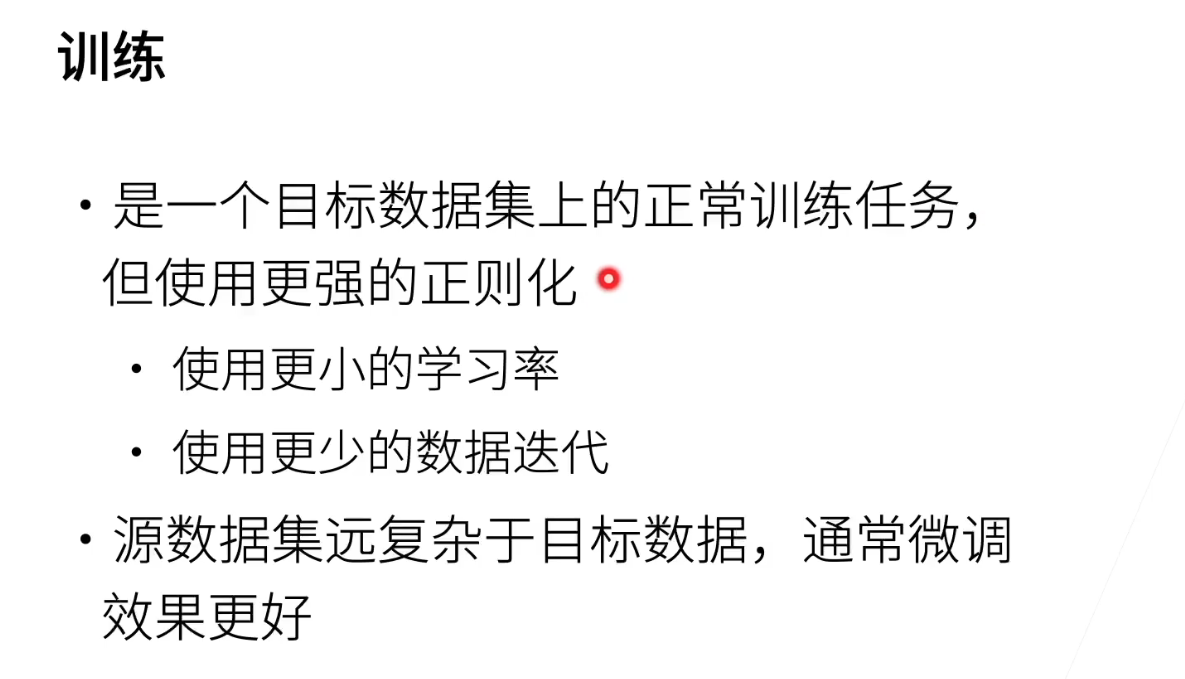 训练
• 是一个目标数据集上的正常训练任务，
但使用更强的正则化
• 使用更小的学习率
• 使用更少的数据迭代
• 源数据集远复杂于目标数据，通常微调
效果更好